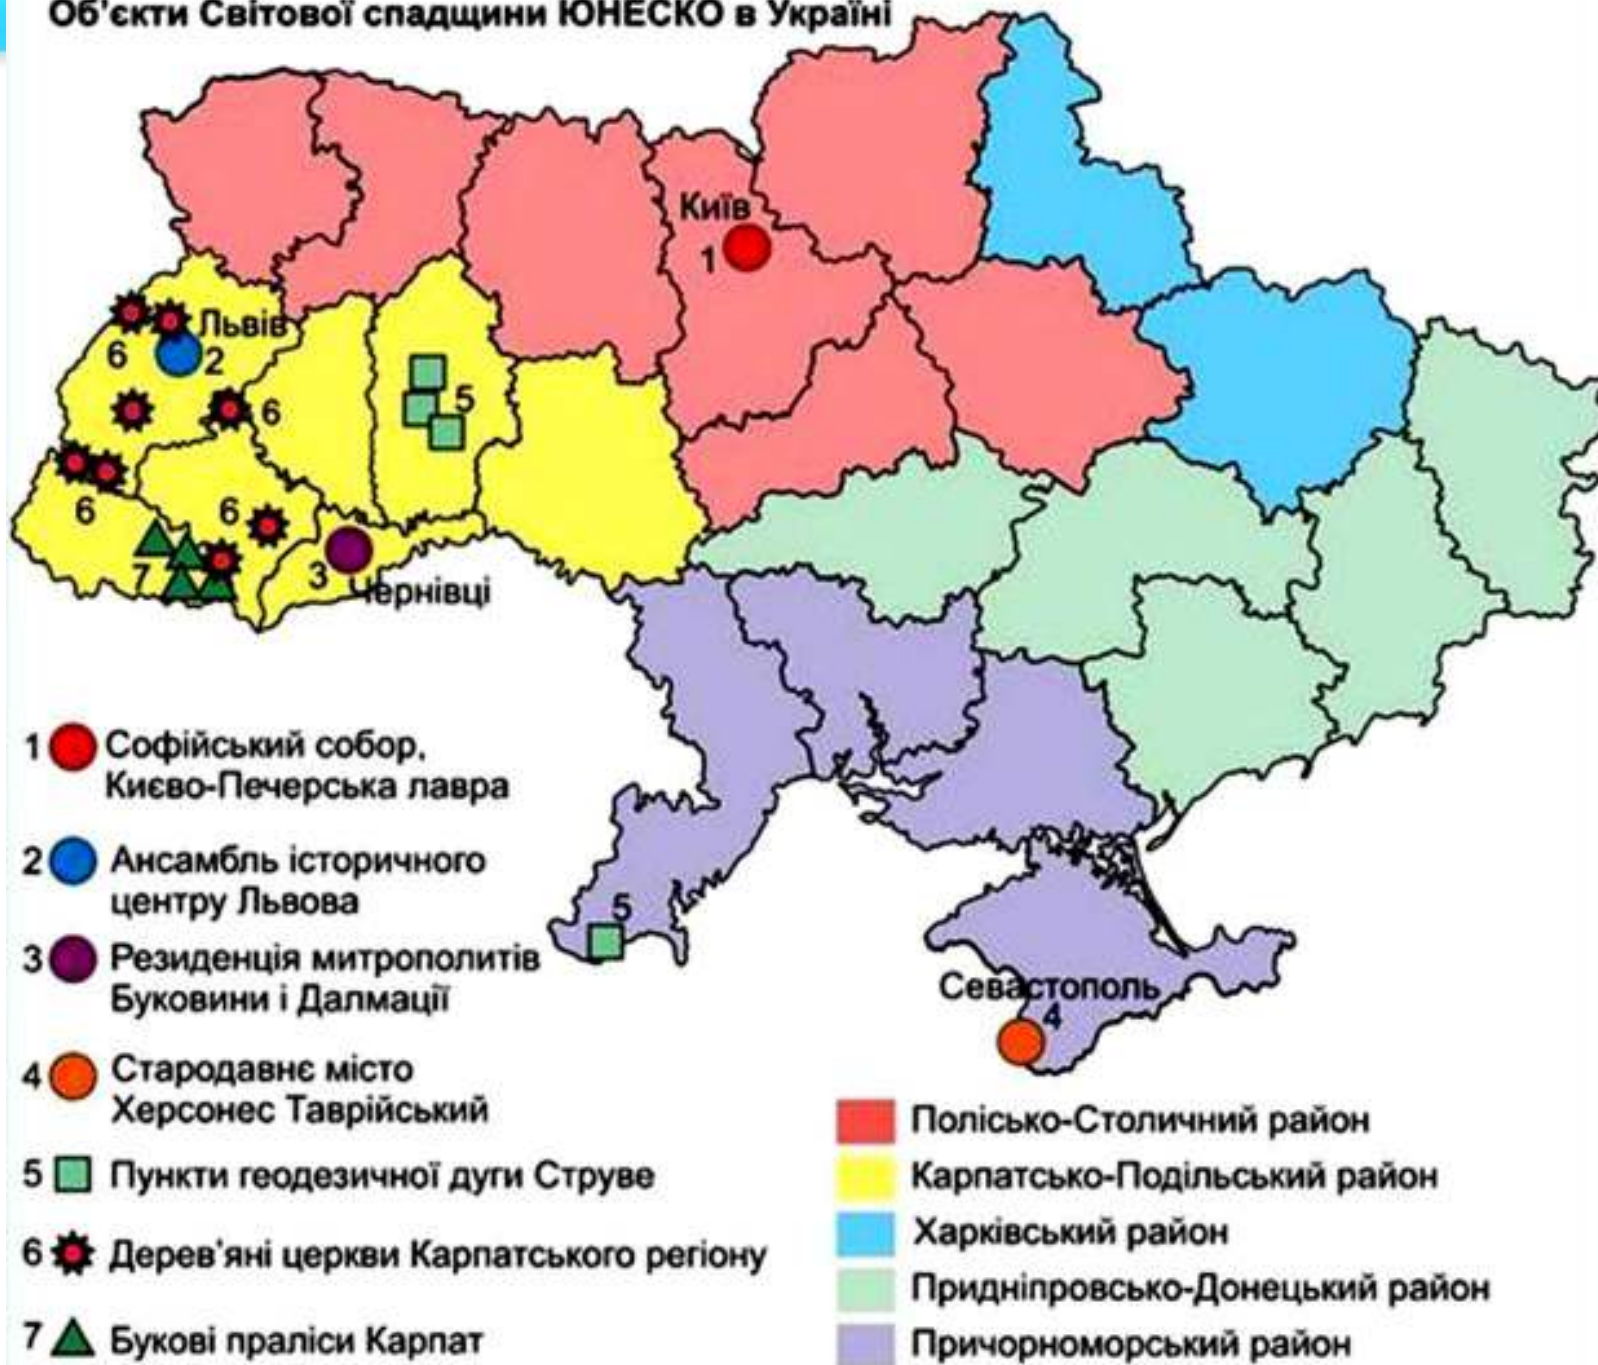 Об'єкти Світової спадщини ЮНЕСКО в Україні
Київ
1
Львів
6
2
5
6
6
6
7
3
Чернівці
5
Севастополь
4
1 Софійський собор,
Києво-Печерська лавра
2 Ансамбль історичного
центру Львова
3 Резиденція митрополитів
Буковини і Далмації
4 Стародавнє місто
Херсонес Таврійський
5 Пункти геодезичної дуги Струве
6 Дерев'яні церкви Карпатського регіону
7 Букові праліси Карпат
Полісько-Столичний район
Карпатсько-Подільський район
Харківський район
Придніпровсько-Донецький район
Причорноморський район